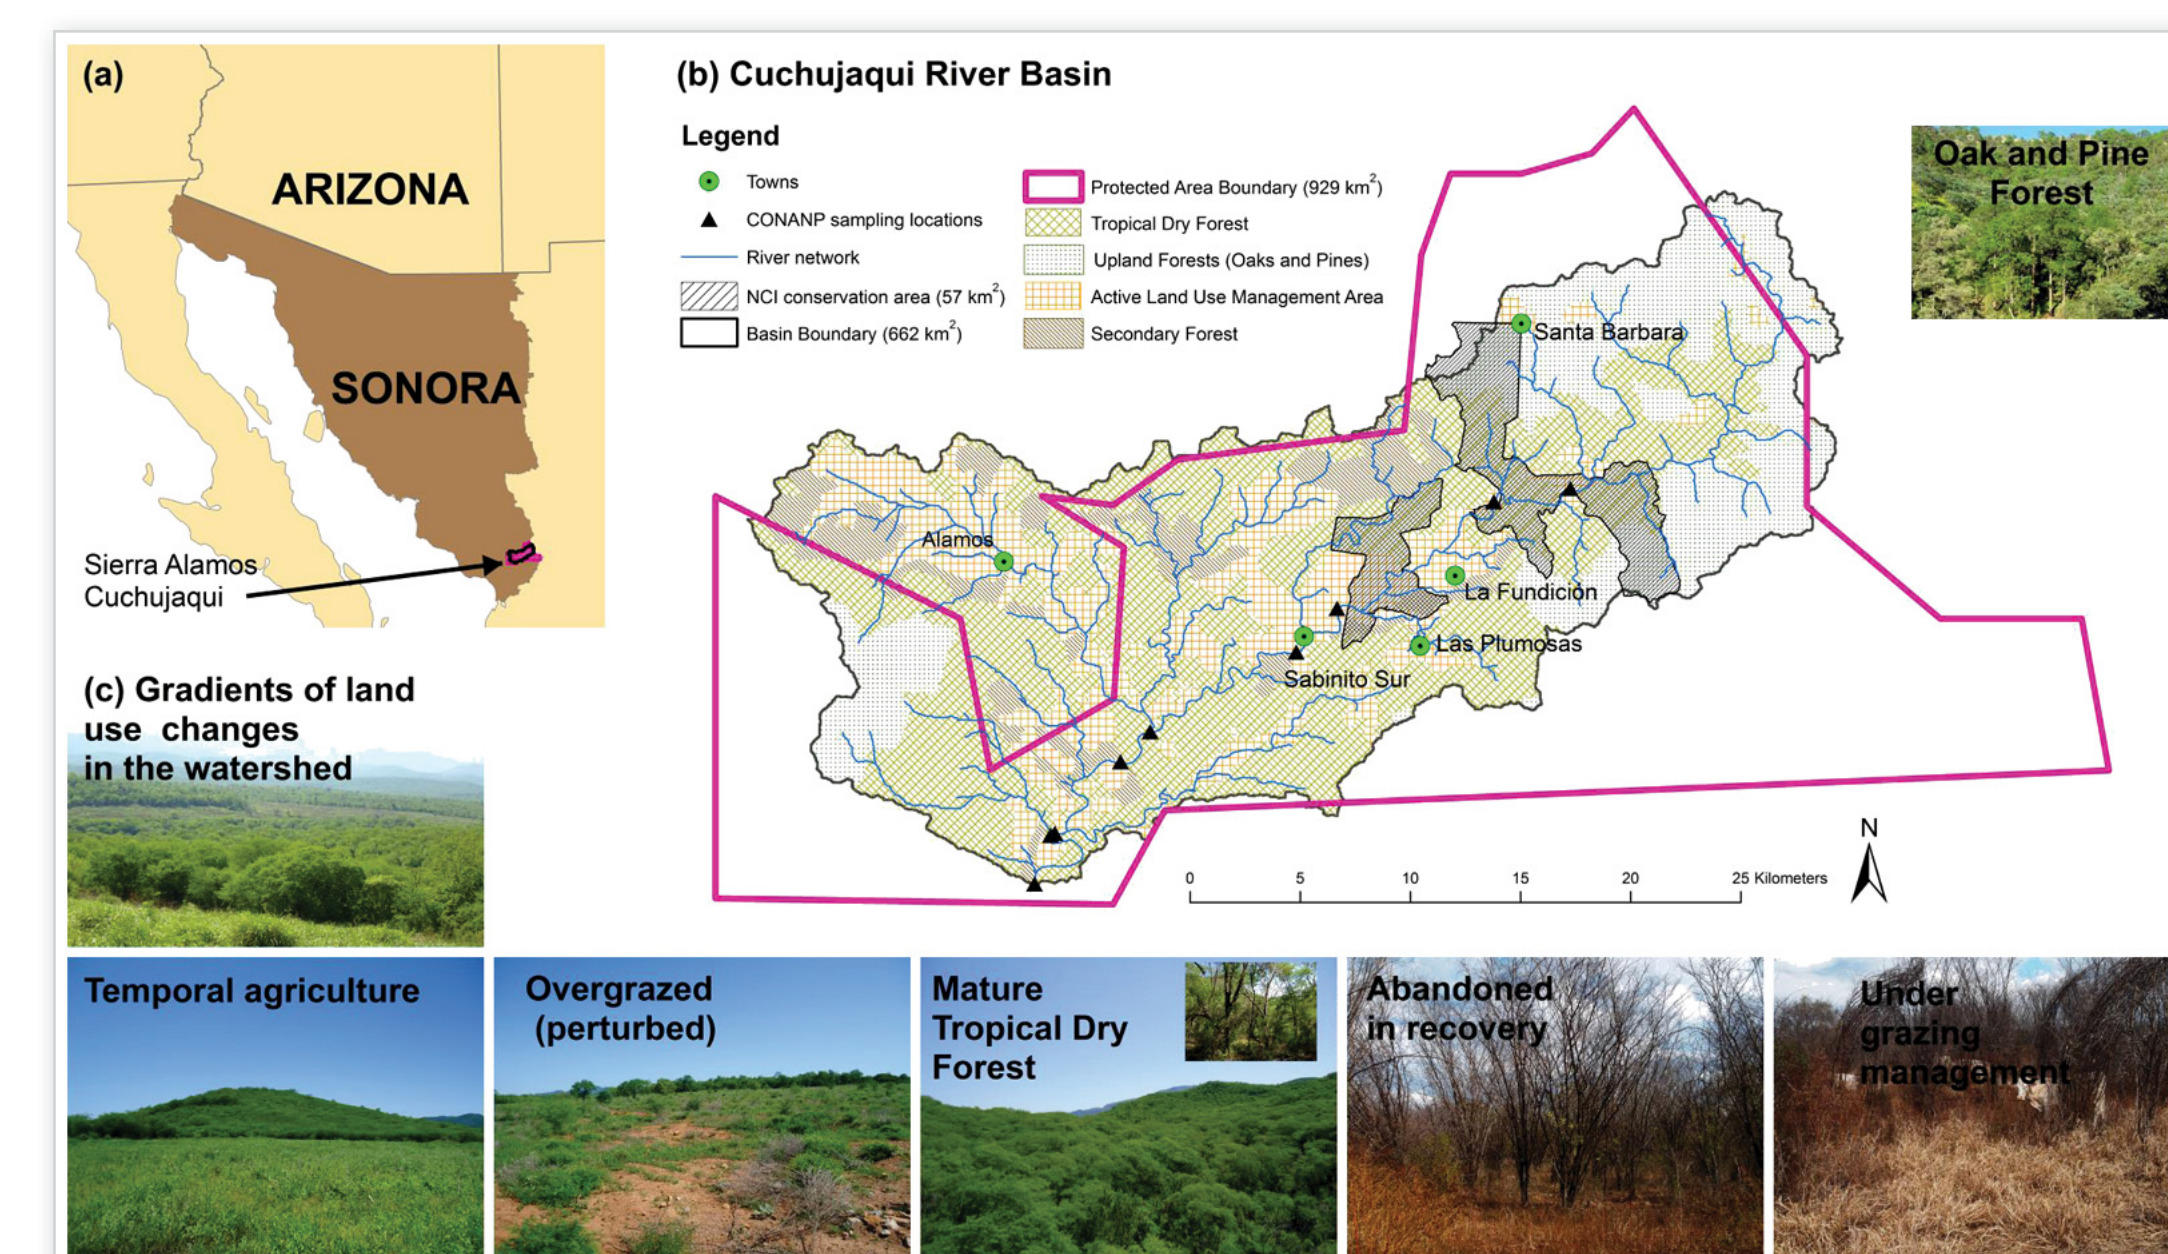 (a)
ARIZONA
SONORA
Sierra Alamos
Cuchujaqui
(b) Cuchujaqui River Basin
Legend
Towns
CONANP sampling locations
River network
NCI conservation area (57 km²)
Basin Boundary (662 km²)
Protected Area Boundary (929 km²)
Tropical Dry Forest
Upland Forests (Oaks and Pines)
Active Land Use Management Area
Secondary Forest
Santa Barbara
Alamos
La Fundición
Las Plumosas
Sabinito Sur
N
0 5 10 15 20 25 Kilometers
Oak and Pine
Forest
(c) Gradients of land
use changes
in the watershed
Temporal agriculture
Overgrazed
(perturbed)
Mature
Tropical Dry
Forest
Abandoned
in recovery
Under
grazing
management